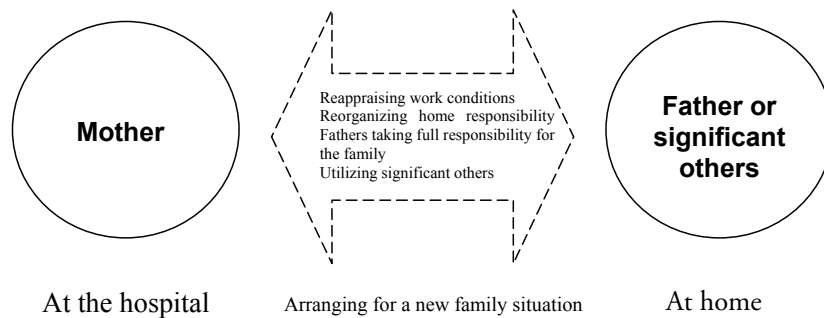 Mother
Reappraising work conditions
Reorganizing home responsibility
Fathers taking full responsibility for
the family
Utilizing significant others
Father or
significant
others
At the hospital
Arranging for a new family situation
At home